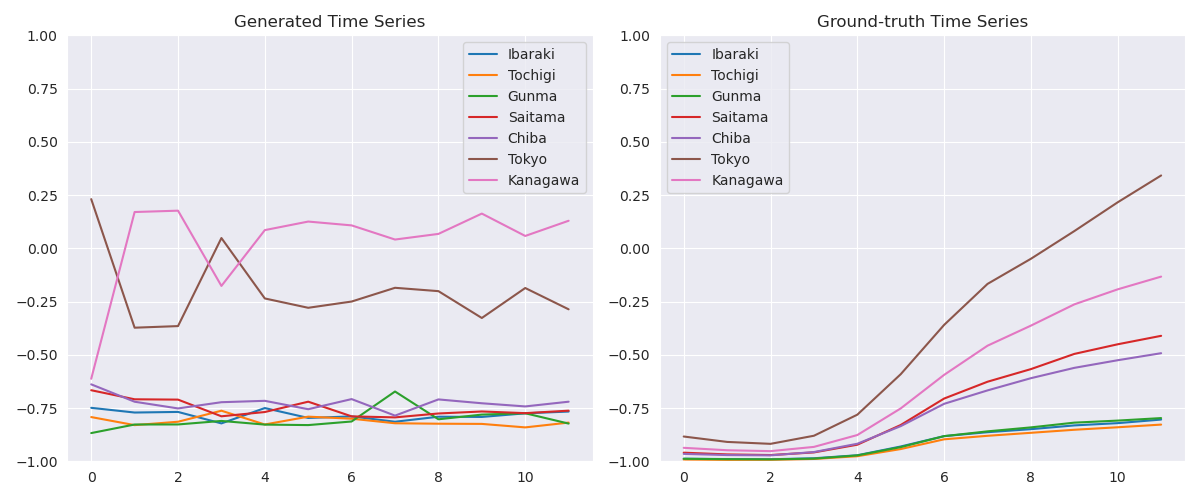 Generated Time Series
1.00
0.75
0.50
0.25
0.00
−0.25
−0.50
−0.75
−1.00
0 2 4 6 8 10
Ibaraki
Tochigi
Gunma
Saitama
Chiba
Tokyo
Kanagawa
Ground-truth Time Series
1.00
0.75
0.50
0.25
0.00
−0.25
−0.50
−0.75
−1.00
0 2 4 6 8 10
Ibaraki
Tochigi
Gunma
Saitama
Chiba
Tokyo
Kanagawa